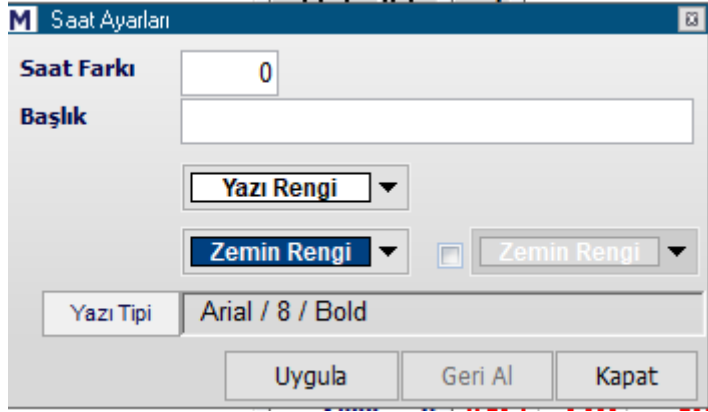 M Saat Ayarları
Saat Farkı 0
Başlık
Yazı Rengi
Zemin Rengi Zemin Rengi
Yazı Tipi Arial / 8 / Bold
Uygula Geri Al Kapat